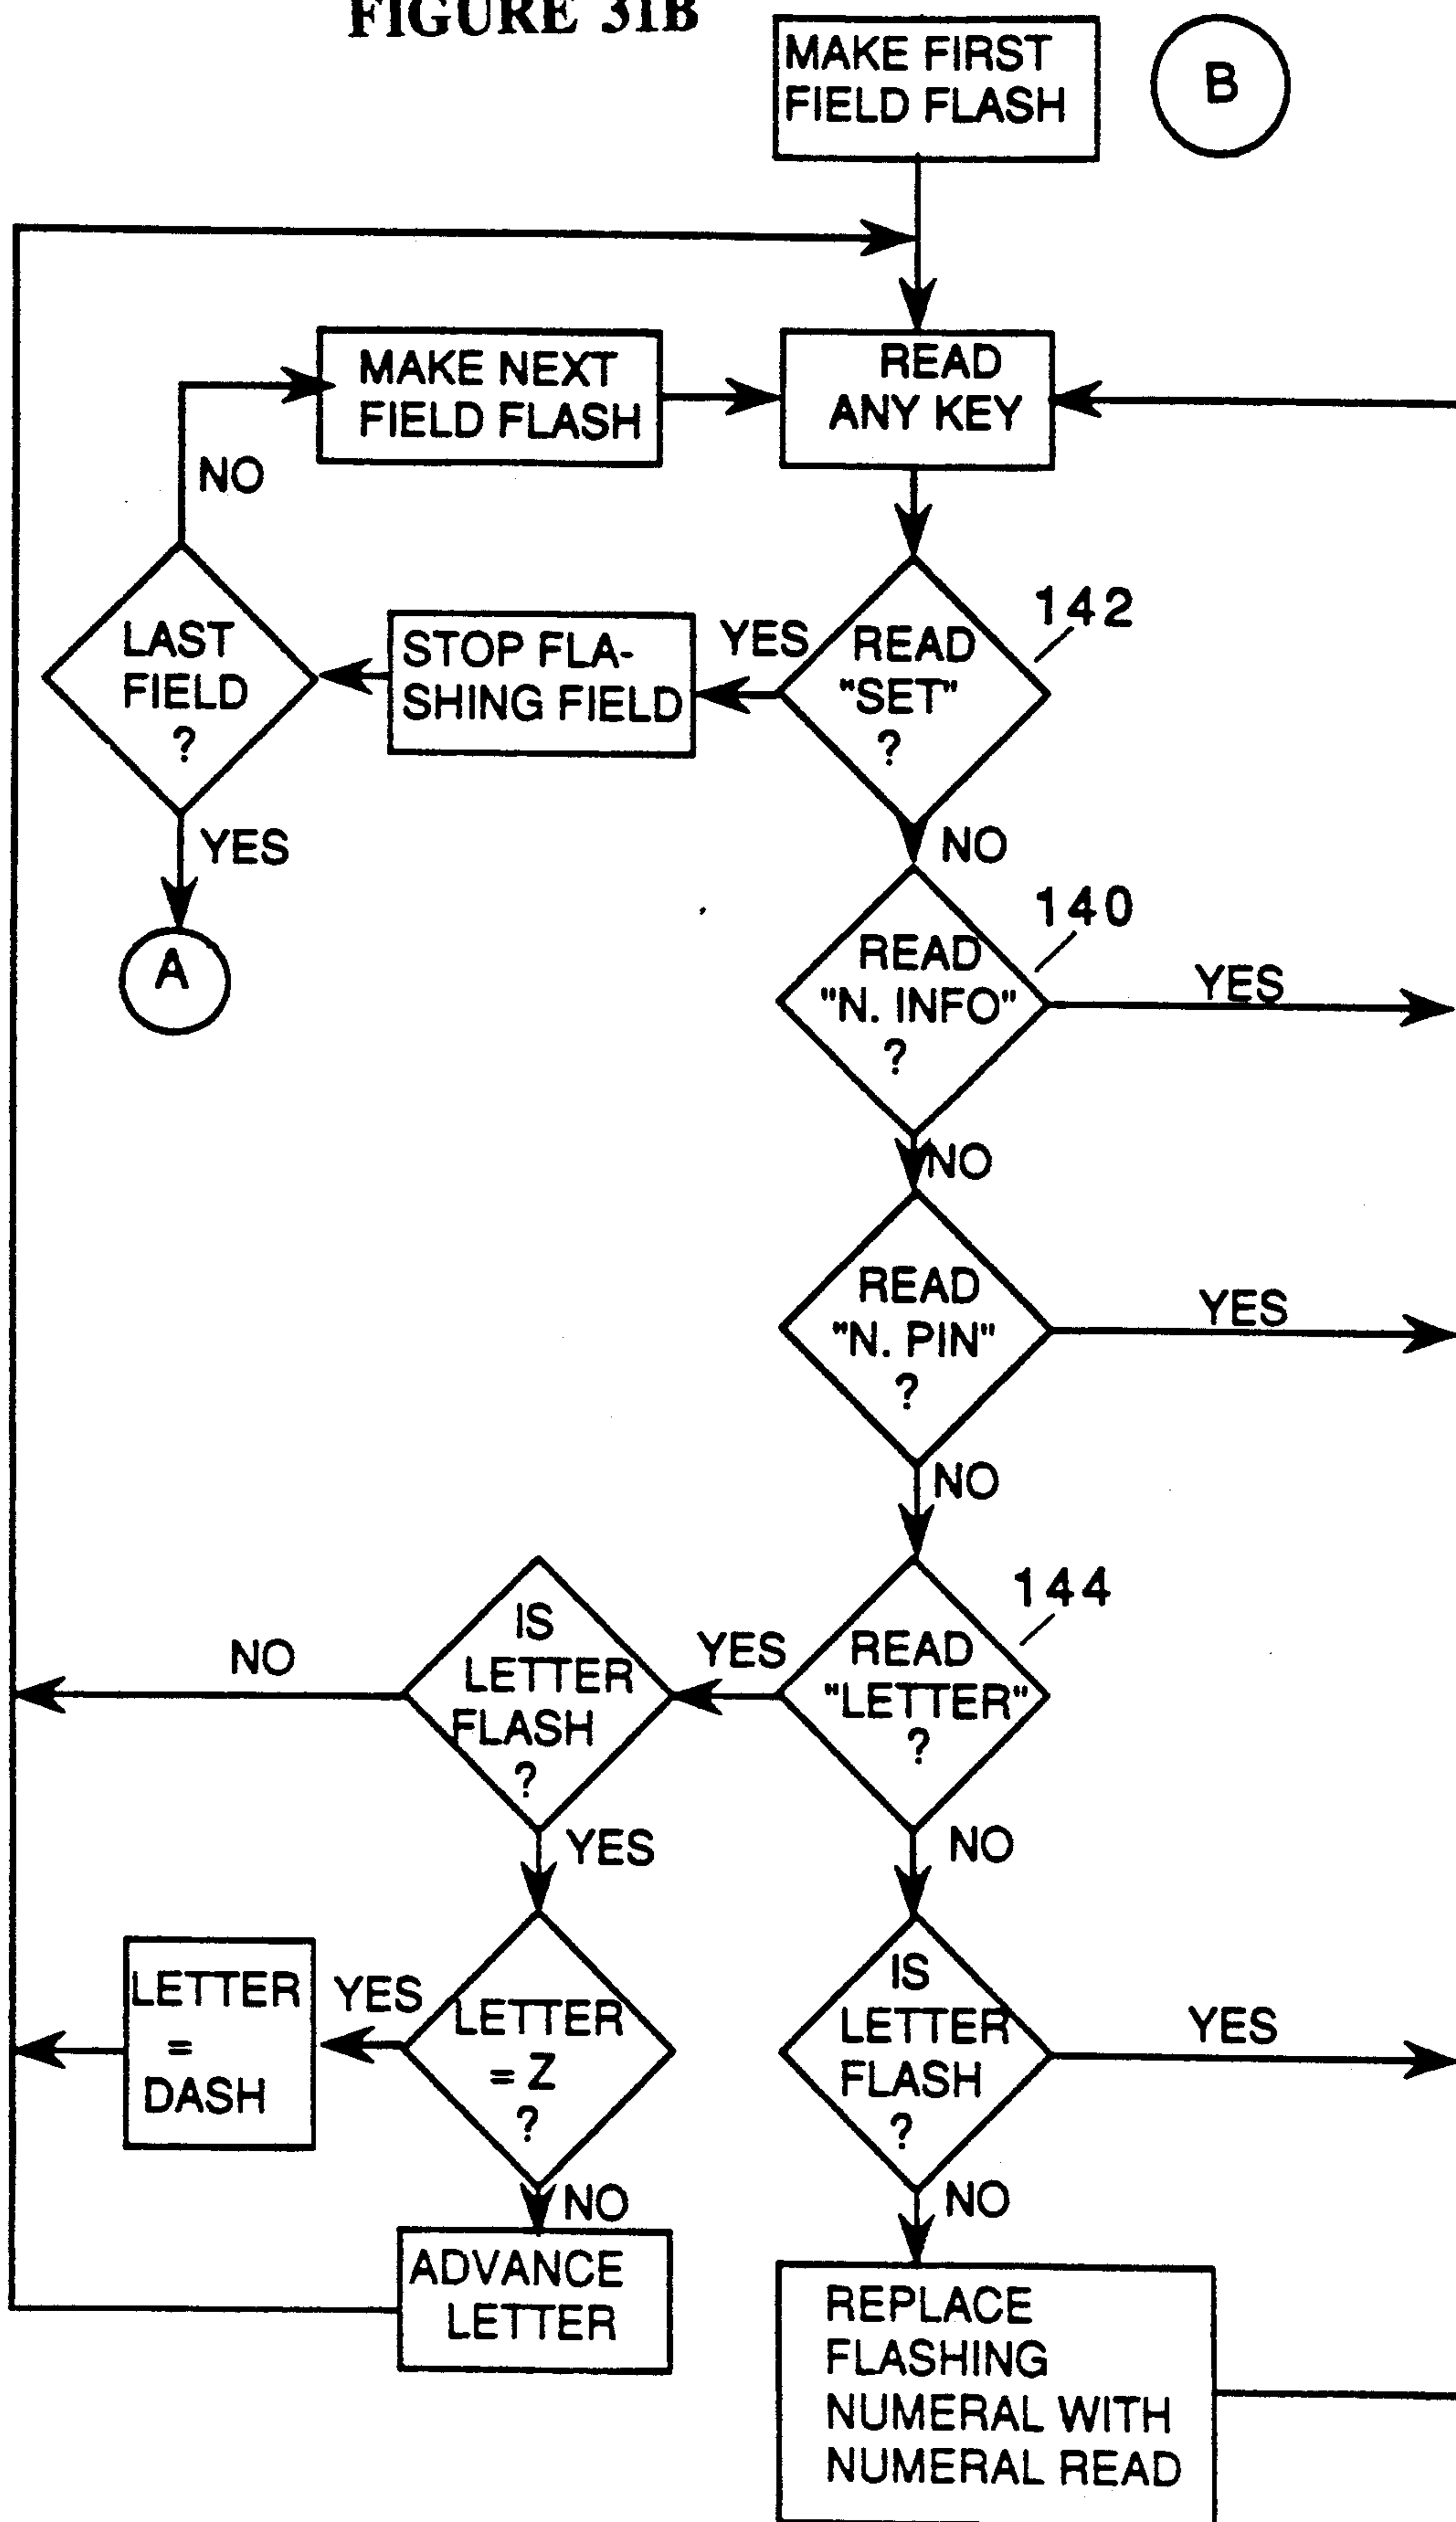 FIGURE 31B
MAKE FIRST
FIELD FLASH
B
MAKE NEXT
FIELD FLASH
READ
ANY KEY
NO
LAST
FIELD
?
STOP FLA-
SHING FIELD
YES
READ
"SET"
?
142
YES
NO
A
READ
"N. INFO"
?
140
YES
NO
READ
"N. PIN"
?
YES
NO
NO
IS
LETTER
FLASH
?
YES
READ
"LETTER"
?
144
YES
NO
LETTER
=
DASH
YES
LETTER
= Z
?
IS
LETTER
FLASH
?
YES
NO
NO
ADVANCE
LETTER
REPLACE
FLASHING
NUMERAL WITH
NUMERAL READ